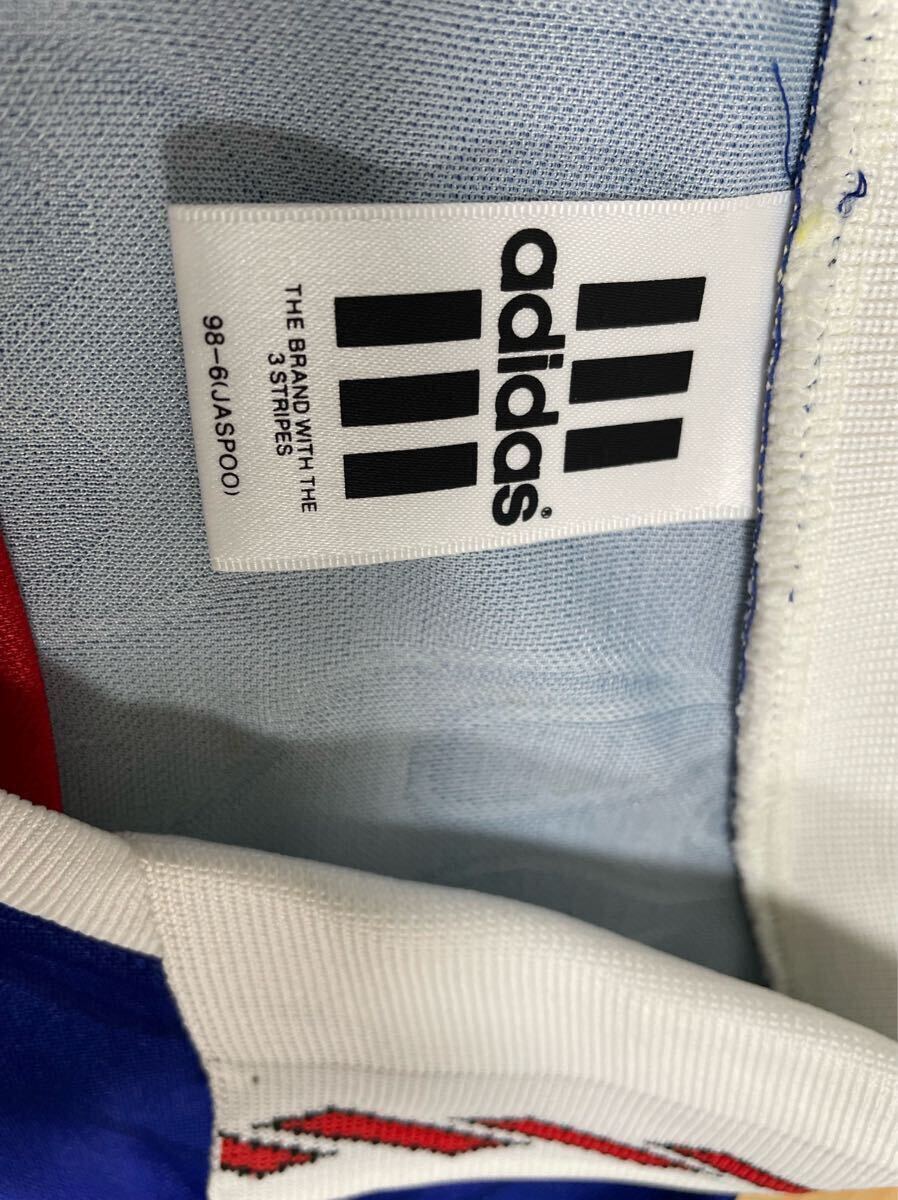 adidas®
THE BRAND WITH THE
3 STRIPES
98-6(JASPOO)